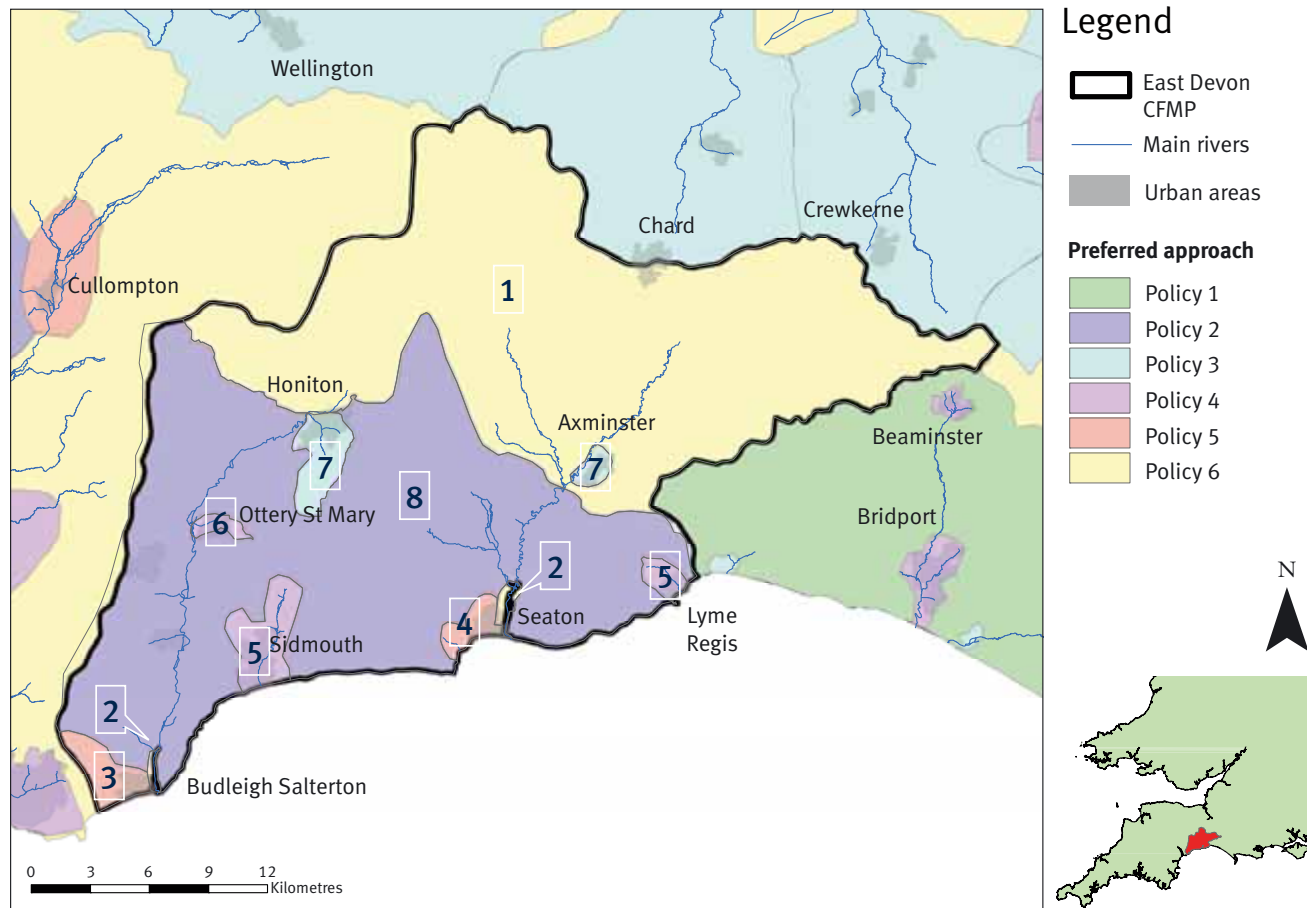 Wellington
Chard
Crewkerne
Cullompton
1
Honiton
Axminster
Beaminster
7
7
8
Ottery St Mary
6
Bridport
2
5
Seaton
4
Lyme
Regis
Sidmouth
5
2
3
Budleigh Salterton
0 3 6 9 12
Kilometres
Legend
East Devon
CFMP
Main rivers
Urban areas
Preferred approach
Policy 1
Policy 2
Policy 3
Policy 4
Policy 5
Policy 6
N